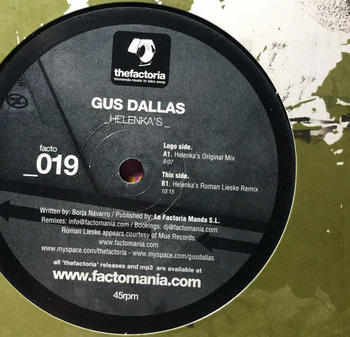 thefactoria
tremenda music to take away
GUS DALLAS
_HELENKA'S_
facto
_019
Logo side.
A1. Helenka's Original Mix
9:07
This side.
B1. Helenka's Roman Lieske Remix
10:15
Written by: Borja Navarro / Published by: La Factoria Manda S.L.
Remixes: info@factomania.com / Bookings: dj@factomania.com
Roman Lieske appears courtesy of Mue Records.
www.factomania.com
www.myspace.com/thefactoria - www.myspace.com/gusdallas
all 'thefactoria' releases and mp3 are available at
www.factomania.com
45rpm